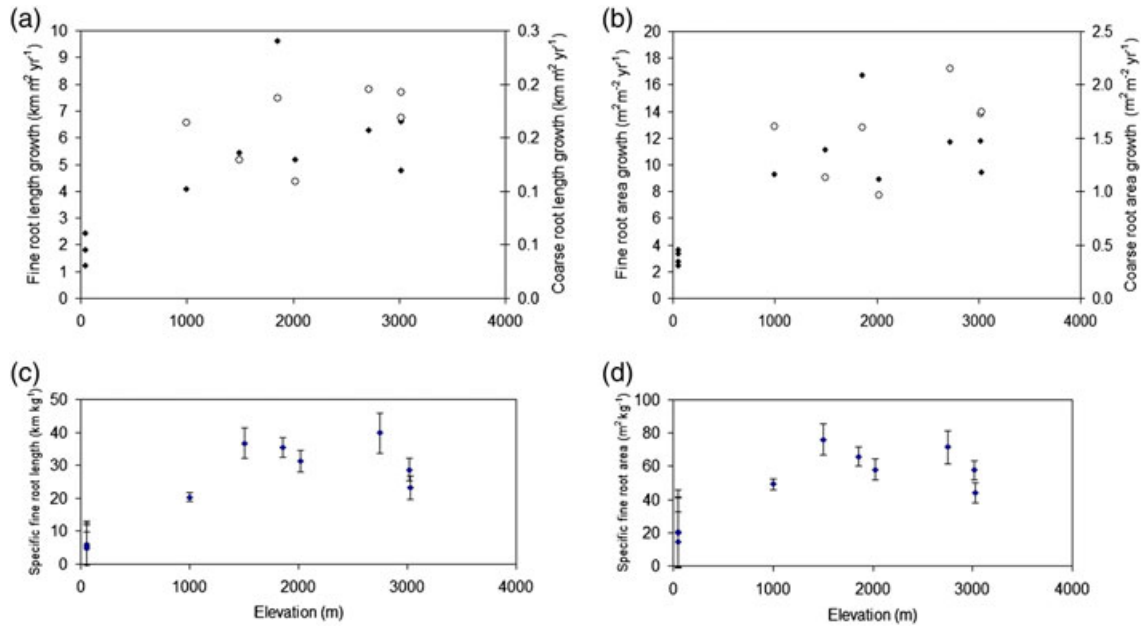 (a)
Fine root length growth (km m² yr⁻¹)
10
9
8
7
6
5
4
3
2
1
0
0.3
0.2
0.2
0.1
0.1
0.0
Coarse root length growth (km m² yr⁻¹)
0 1000 2000 3000 4000
(b)
Fine root area growth (m² m⁻² yr⁻¹)
20
18
16
14
12
10
8
6
4
2
0
2.5
2.0
1.5
1.0
0.5
0.0
Coarse root area growth (m² m⁻² yr⁻¹)
0 1000 2000 3000 4000
(c)
Specific fine root length (km kg¹)
50
40
30
20
10
0
0 1000 2000 3000 4000
Elevation (m)
(d)
Specific fine root area (m² kg⁻¹)
100
80
60
40
20
0
0 1000 2000 3000 4000
Elevation (m)